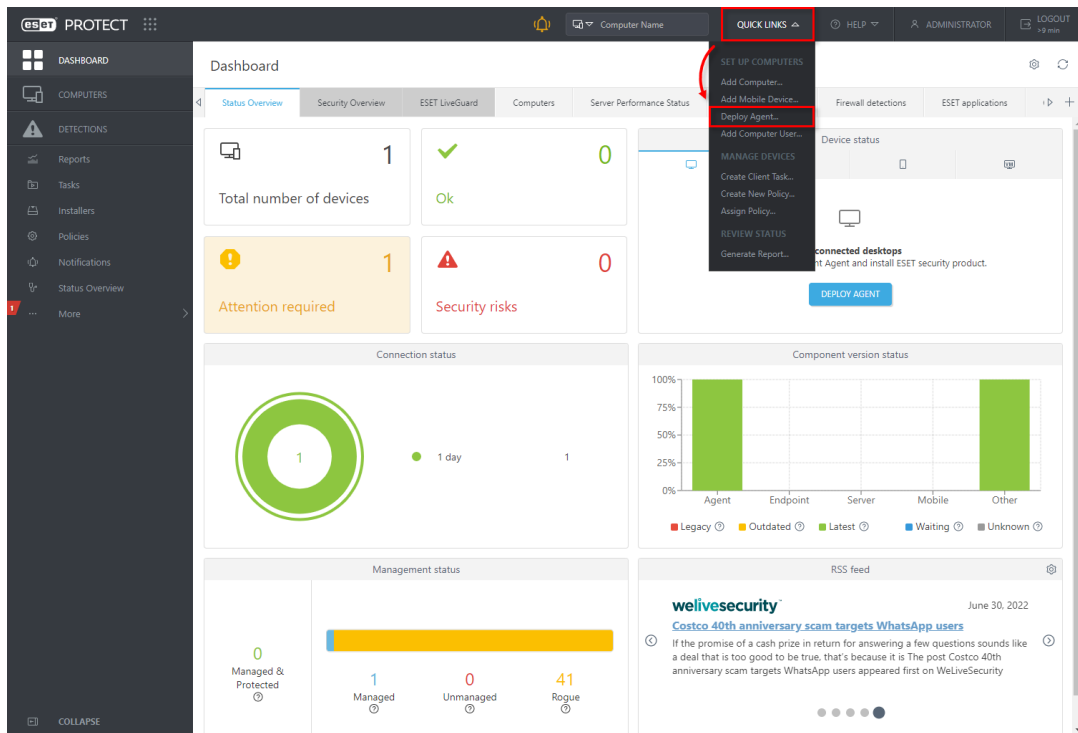 eset PROTECT
Computer Name
QUICK LINKS
HELP
ADMINISTRATOR
LOGOUT
>9 min
DASHBOARD
COMPUTERS
DETECTIONS
Reports
Tasks
Installers
Policies
Notifications
Status Overview
1
More
COLLAPSE
Dashboard
SET UP COMPUTERS
Add Computer...
Add Mobile Device...
Deploy Agent...
Add Computer User...
MANAGE DEVICES
Create Client Task...
Create New Policy...
Assign Policy...
REVIEW STATUS
Generate Report...
Status Overview
Security Overview
ESET LiveGuard
Computers
Server Performance Status
Firewall detections
ESET applications
1
Total number of devices
0
Ok
1
Attention required
0
Security risks
Device status
connected desktops
nt Agent and install ESET security product.
DEPLOY AGENT
Connection status
1
1 day
1
Component version status
100%
75%
50%
25%
0%
Agent
Endpoint
Server
Mobile
Other
Legacy
Outdated
Latest
Waiting
Unknown
Management status
0
Managed &
Protected
1
Managed
0
Unmanaged
41
Rogue
RSS feed
welivesecurity
June 30, 2022
Costco 40th anniversary scam targets WhatsApp users
If the promise of a cash prize in return for answering a few questions sounds like
a deal that is too good to be true, that's because it is The post Costco 40th
anniversary scam targets WhatsApp users appeared first on WeLiveSecurity